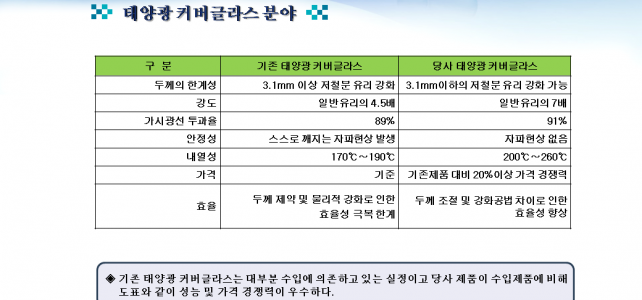 태양광 커버글라스 분야
구 분 기존 태양광 커버글라스 당사 태양광 커버글라스
두께의 한계성 3.1mm 이상 저철분 유리 강화 3.1mm이하의 저철분 유리 강화 가능
강도 일반유리의 4.5배 일반유리의 7배
가시광선 투과율 89% 91%
안정성 스스로 깨지는 자파현상 발생 자파현상 없음
내열성 170℃~190℃ 200℃~260℃
가격 기준 기존제품 대비 20%이상 가격 경쟁력
효율 두께 제약 및 물리적 강화로 인한 두께 조절 및 강화공법 차이로 인한
효율성 극복 한계 효율성 향상
◈ 기존 태양광 커버글라스는 대부분 수입에 의존하고 있는 실정이고 당사 제품이 수입제품에 비해
도표와 같이 성능 및 가격 경쟁력이 우수하다.